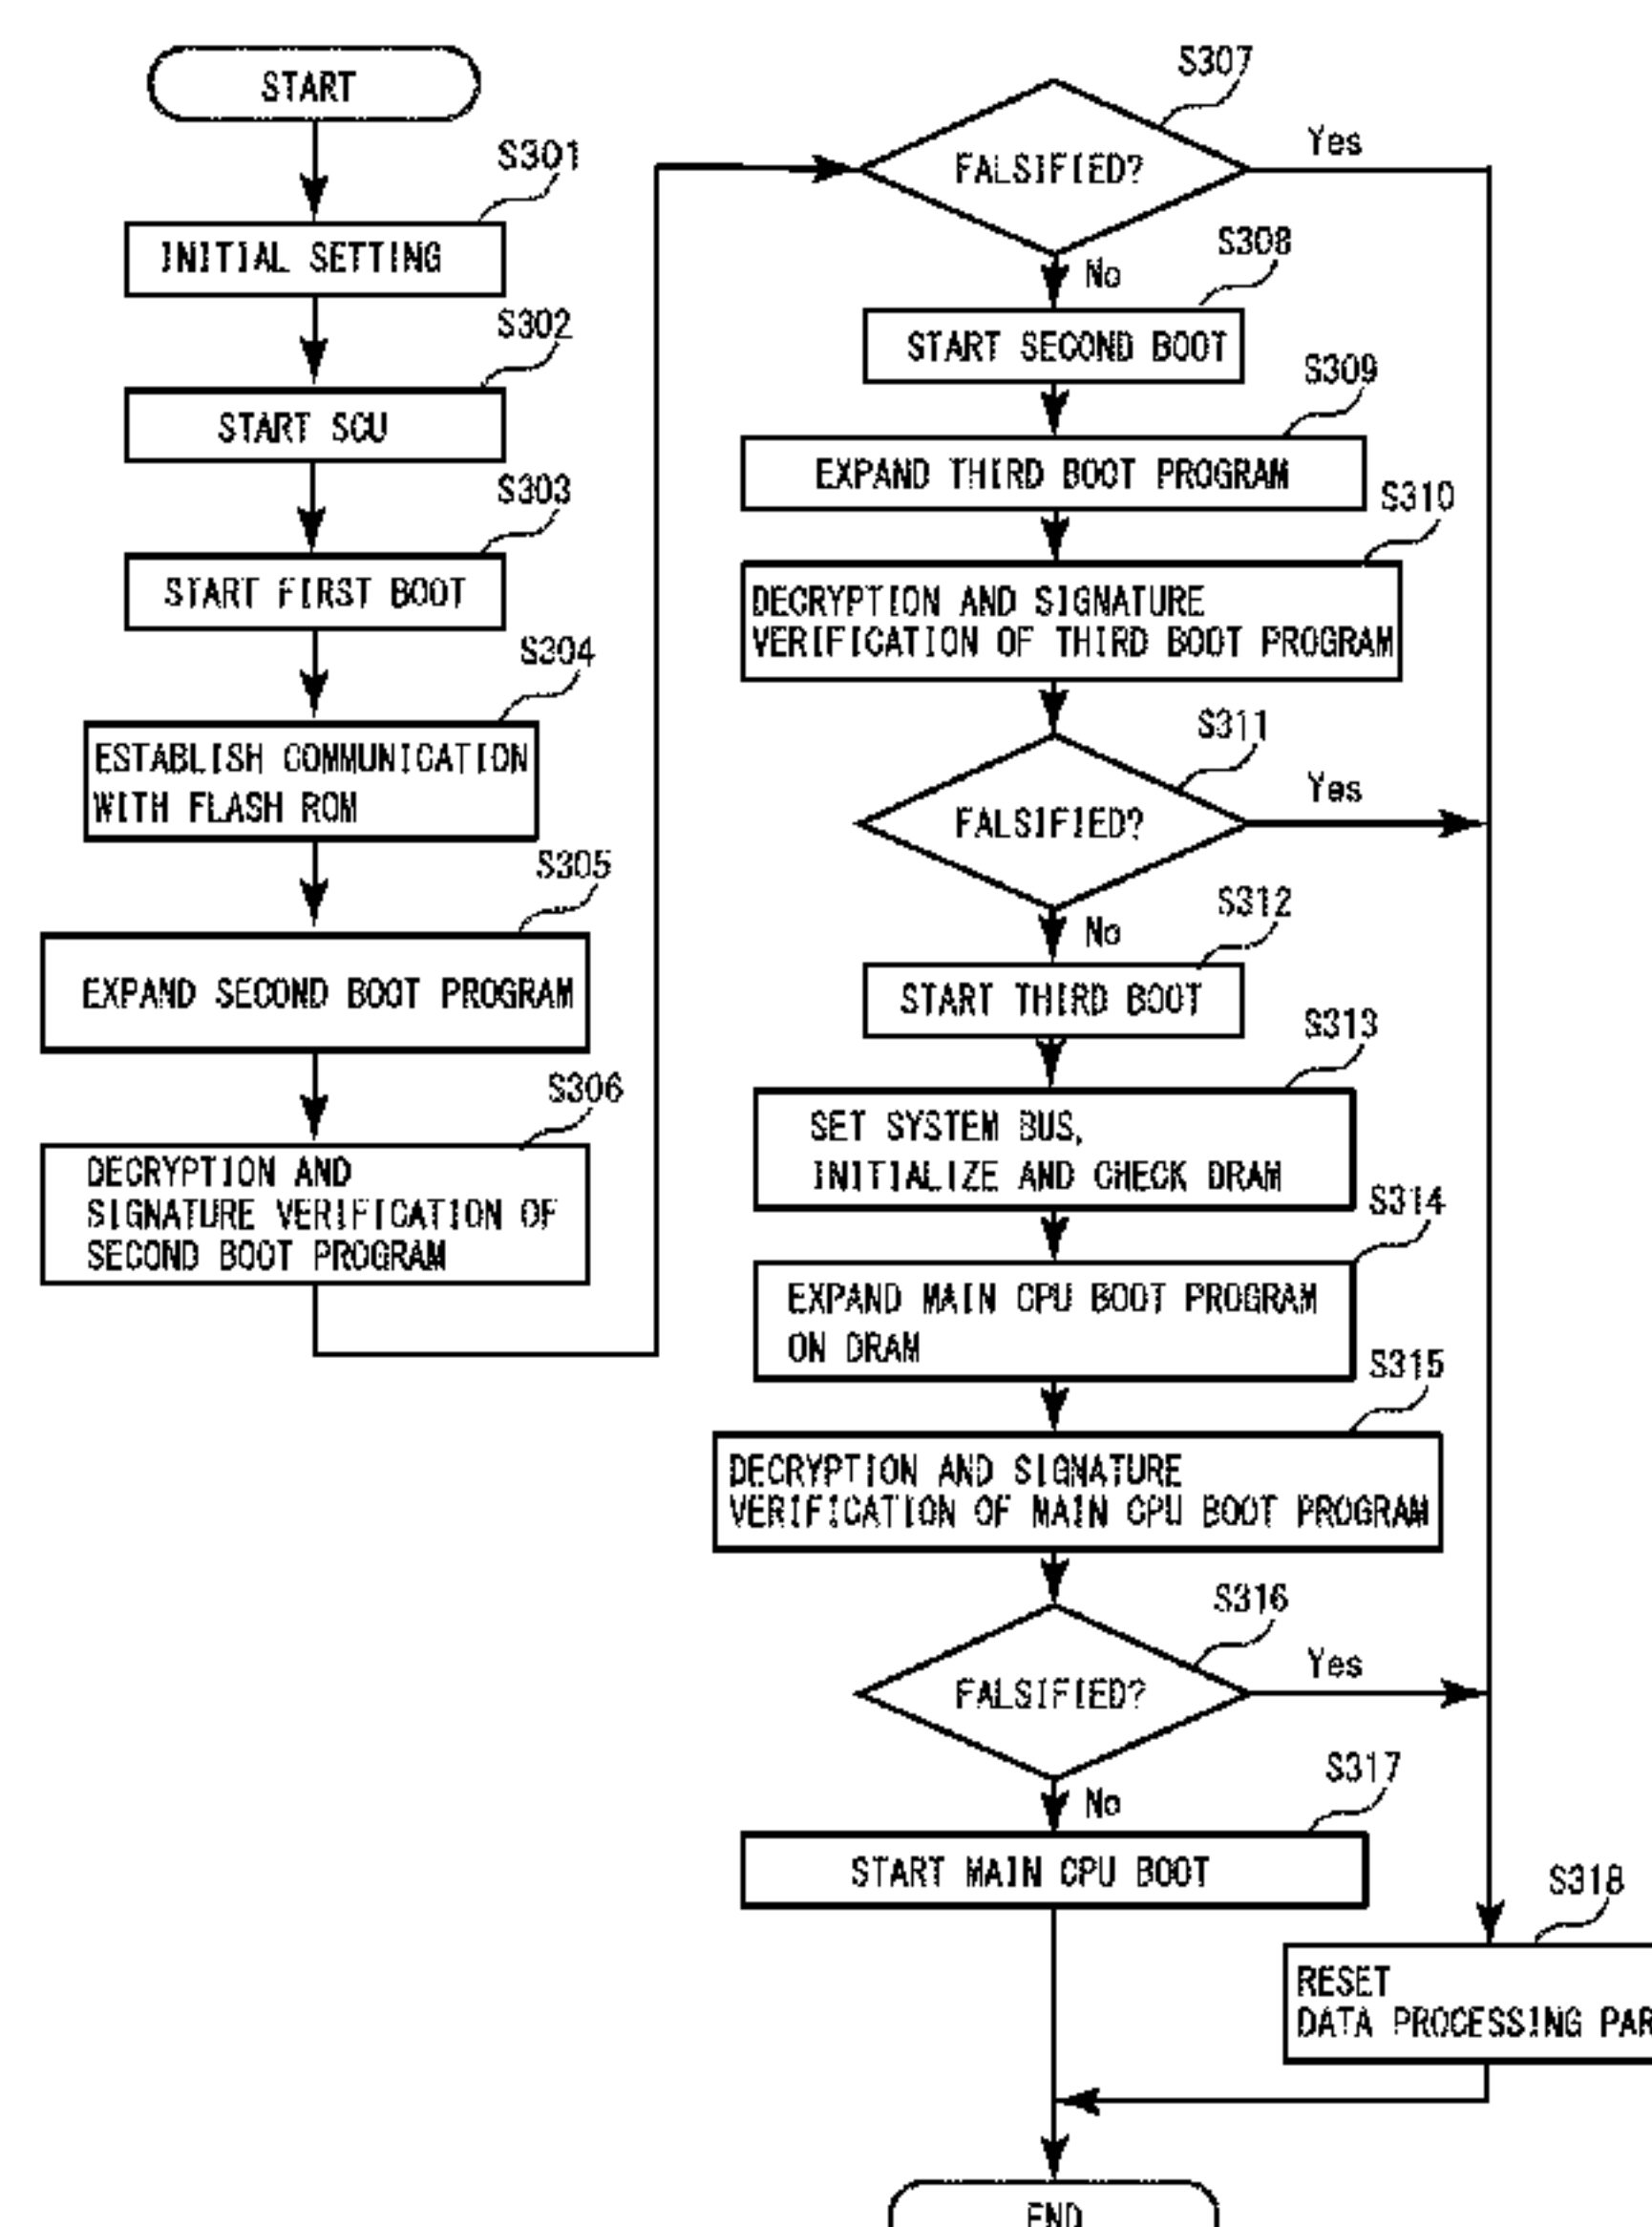 START
S301
INITIAL SETTING
S302
START SCU
S303
START FIRST BOOT
S304
ESTABLISH COMMUNICATION
WITH FLASH ROM
S305
EXPAND SECOND BOOT PROGRAM
S306
DECRYPTION AND
SIGNATURE VERIFICATION OF
SECOND BOOT PROGRAM
S307
FALSIFIED?
Yes
No
S308
START SECOND BOOT
S309
EXPAND THIRD BOOT PROGRAM
S310
DECRYPTION AND SIGNATURE
VERIFICATION OF THIRD BOOT PROGRAM
S311
FALSIFIED?
Yes
No
S312
START THIRD BOOT
S313
SET SYSTEM BUS,
INITIALIZE AND CHECK DRAM
S314
EXPAND MAIN CPU BOOT PROGRAM
ON DRAM
S315
DECRYPTION AND SIGNATURE
VERIFICATION OF MAIN CPU BOOT PROGRAM
S316
FALSIFIED?
Yes
No
S317
START MAIN CPU BOOT
S318
RESET
DATA PROCESSING PAR
END